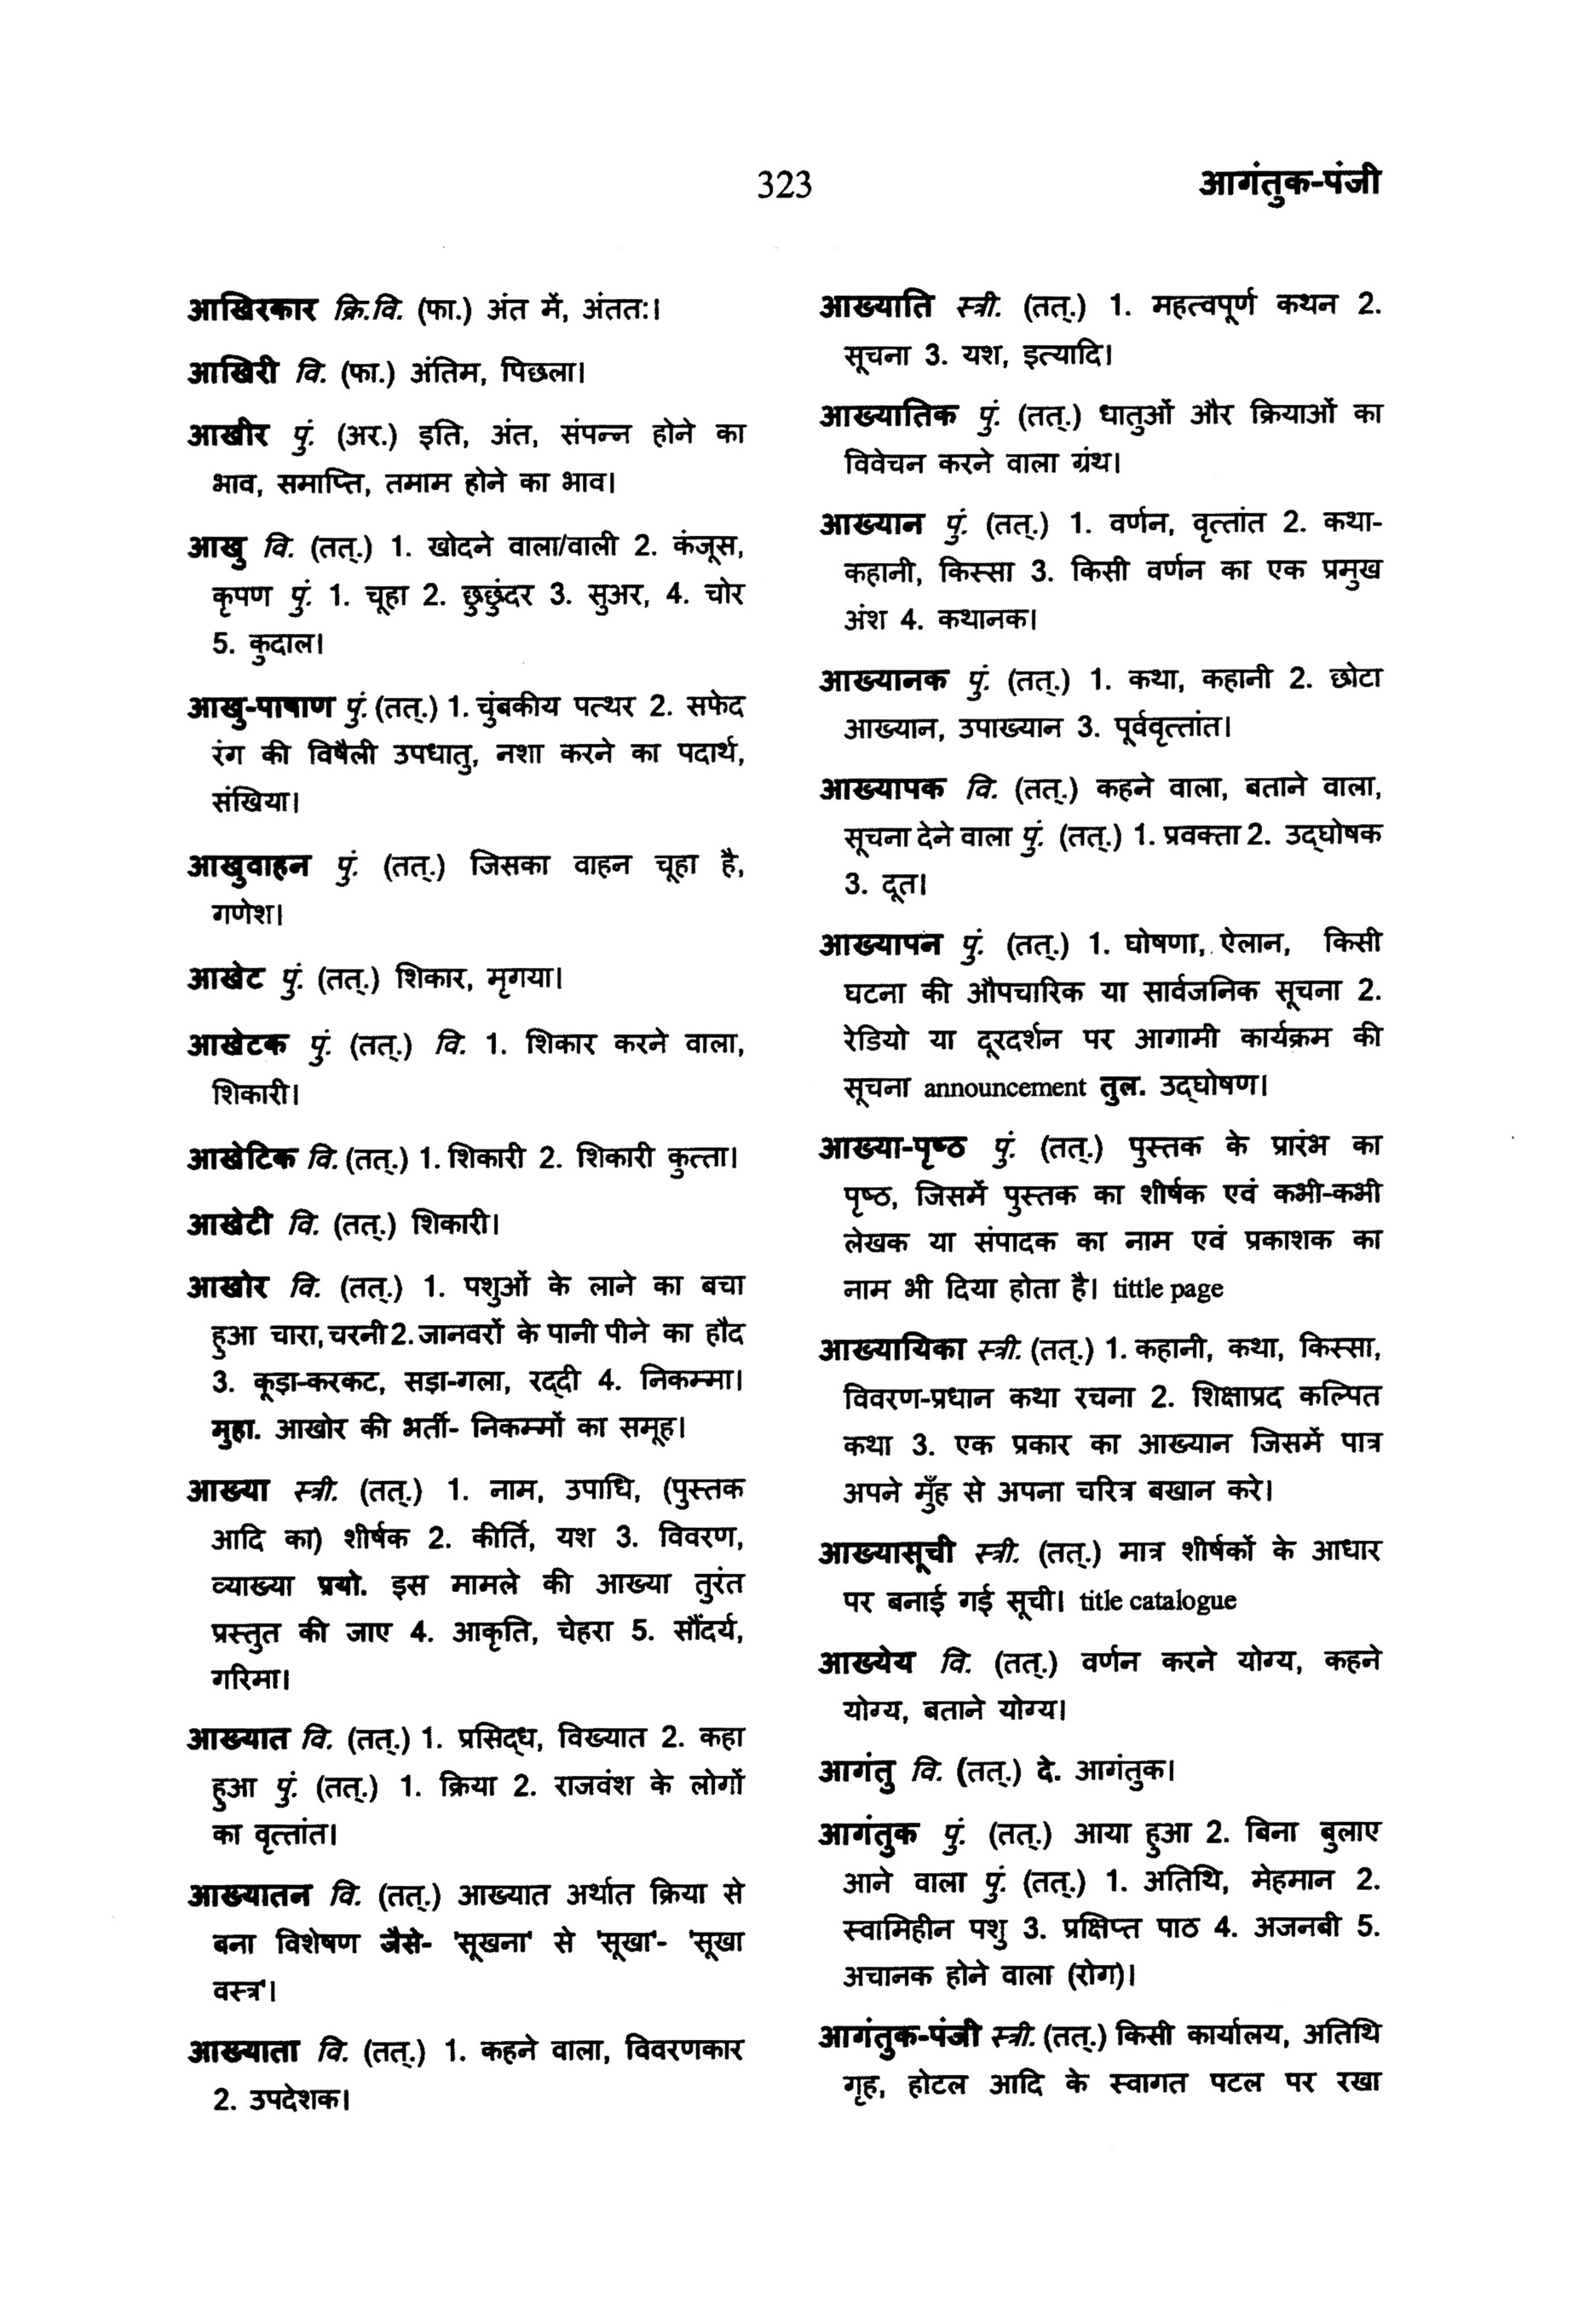 323
आगंतुक-पंजी
आखिरकार क्रि.वि. (फा.) अंत में, अंततः।
आखिरी वि. (फा.) अंतिम, पिछला।
आखीर पुं. (अर.) इति, अंत, संपन्न होने का
भाव, समाप्ति, तमाम होने का भाव।
आखु वि. (तत्.) 1. खोदने वाला/वाली 2. कंजूस,
कृपण पुं. 1. चूहा 2. छुछुंदर 3. सुअर, 4. चोर
5. कुदाल।
आखु-पाषाण पुं. (तत्.) 1. चुंबकीय पत्थर 2. सफेद
रंग की विषैली उपधातु, नशा करने का पदार्थ,
संखिया।
आखुवाहन पुं. (तत्.) जिसका वाहन चूहा है,
गणेश।
आखेट पुं. (तत्.) शिकार, मृगया।
आखेटक पुं. (तत्.) वि. 1. शिकार करने वाला,
शिकारी।
आखेटिक वि. (तत्.) 1. शिकारी 2. शिकारी कुत्ता।
आखेटी वि. (तत्.) शिकारी।
आखोर वि. (तत्.) 1. पशुओं के लाने का बचा
हुआ चारा, चरनी 2. जानवरों के पानी पीने का हौद
3. कूड़ा-करकट, सड़ा-गला, रद्दी 4. निकम्मा।
मुहा. आखोर की भर्ती- निकम्मों का समूह।
आख्या स्त्री. (तत्.) 1. नाम, उपाधि, (पुस्तक
आदि का) शीर्षक 2. कीर्ति, यश 3. विवरण,
व्याख्या प्रयो. इस मामले की आख्या तुरंत
प्रस्तुत की जाए 4. आकृति, चेहरा 5. सौंदर्य,
गरिमा।
आख्यात वि. (तत्.) 1. प्रसिद्ध, विख्यात 2. कहा
हुआ पुं. (तत्.) 1. क्रिया 2. राजवंश के लोगों
का वृत्तांत।
आख्यातन वि. (तत्.) आख्यात अर्थात क्रिया से
बना विशेषण जैसे- 'सूखना' से 'सूखा'- 'सूखा
वस्त्र'।
आख्याता वि. (तत्.) 1. कहने वाला, विवरणकार
2. उपदेशक।
आख्याति स्त्री. (तत्.) 1. महत्वपूर्ण कथन 2.
सूचना 3. यश, इत्यादि।
आख्यातिक पुं. (तत्.) धातुओं और क्रियाओं का
विवेचन करने वाला ग्रंथ।
आख्यान पुं. (तत्.) 1. वर्णन, वृत्तांत 2. कथा-
कहानी, किस्सा 3. किसी वर्णन का एक प्रमुख
अंश 4. कथानक।
आख्यानक पुं. (तत्.) 1. कथा, कहानी 2. छोटा
आख्यान, उपाख्यान 3. पूर्ववृत्तांत।
आख्यापक वि. (तत्.) कहने वाला, बताने वाला,
सूचना देने वाला पुं. (तत्.) 1. प्रवक्ता 2. उद्घोषक
3. दूत।
आख्यापन पुं. (तत्.) 1. घोषणा, ऐलान, किसी
घटना की औपचारिक या सार्वजनिक सूचना 2.
रेडियो या दूरदर्शन पर आगामी कार्यक्रम की
सूचना announcement तुल. उद्घोषण।
आख्या-पृष्ठ पुं. (तत्.) पुस्तक के प्रारंभ का
पृष्ठ, जिसमें पुस्तक का शीर्षक एवं कभी-कभी
लेखक या संपादक का नाम एवं प्रकाशक का
नाम भी दिया होता है। tittle page
आख्यायिका स्त्री. (तत्.) 1. कहानी, कथा, किस्सा,
विवरण-प्रधान कथा रचना 2. शिक्षाप्रद कल्पित
कथा 3. एक प्रकार का आख्यान जिसमें पात्र
अपने मुँह से अपना चरित्र बखान करे।
आख्यासूची स्त्री. (तत्.) मात्र शीर्षकों के आधार
पर बनाई गई सूची। title catalogue
आख्येय वि. (तत्.) वर्णन करने योग्य, कहने
योग्य, बताने योग्य।
आगंतु वि. (तत्.) दे. आगंतुक।
आगंतुक पुं. (तत्.) आया हुआ 2. बिना बुलाए
आने वाला पुं. (तत्.) 1. अतिथि, मेहमान 2.
स्वामिहीन पशु 3. प्रक्षिप्त पाठ 4. अजनबी 5.
अचानक होने वाला (रोग)।
आगंतुक-पंजी स्त्री. (तत्.) किसी कार्यालय, अतिथि
गृह, होटल आदि के स्वागत पटल पर रखा